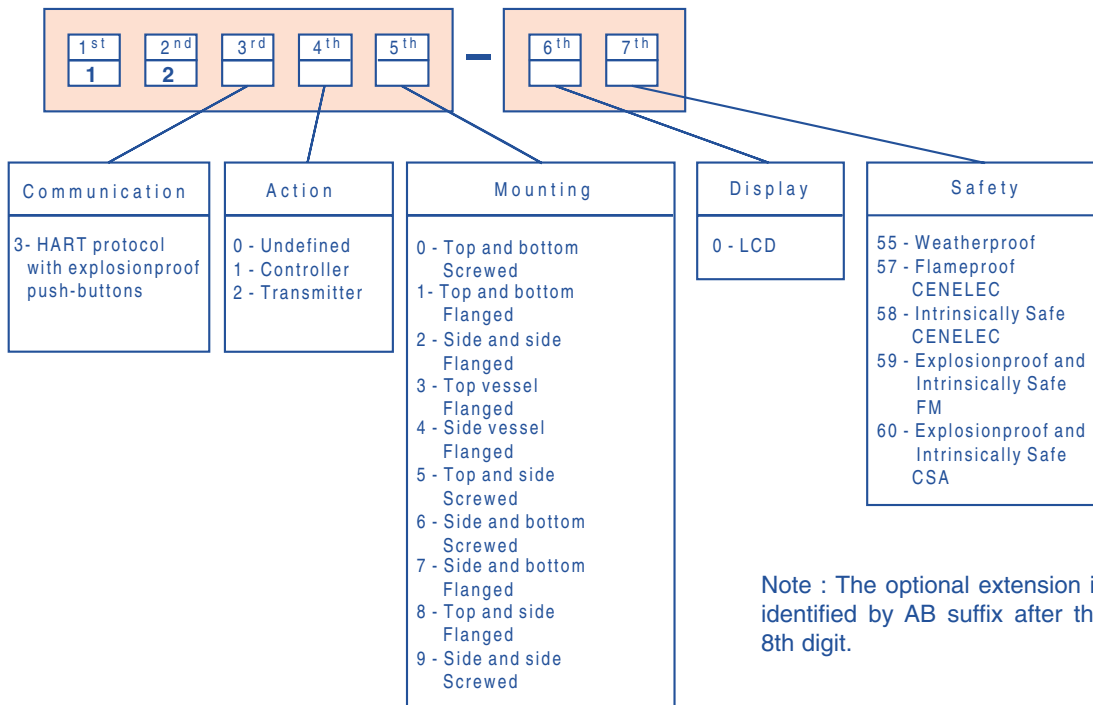 1st 2nd 3rd 4th 5th – 6th 7th
1 2
Communication
3- HART protocol
with explosionproof
push-buttons
Action
0 - Undefined
1 - Controller
2 - Transmitter
Mounting
0 - Top and bottom
Screwed
1- Top and bottom
Flanged
2 - Side and side
Flanged
3 - Top vessel
Flanged
4 - Side vessel
Flanged
5 - Top and side
Screwed
6 - Side and bottom
Screwed
7 - Side and bottom
Flanged
8 - Top and side
Flanged
9 - Side and side
Screwed
Display
0 - LCD
Safety
55 - Weatherproof
57 - Flameproof
CENELEC
58 - Intrinsically Safe
CENELEC
59 - Explosionproof and
Intrinsically Safe
FM
60 - Explosionproof and
Intrinsically Safe
CSA
Note : The optional extension i
identified by AB suffix after th
8th digit.